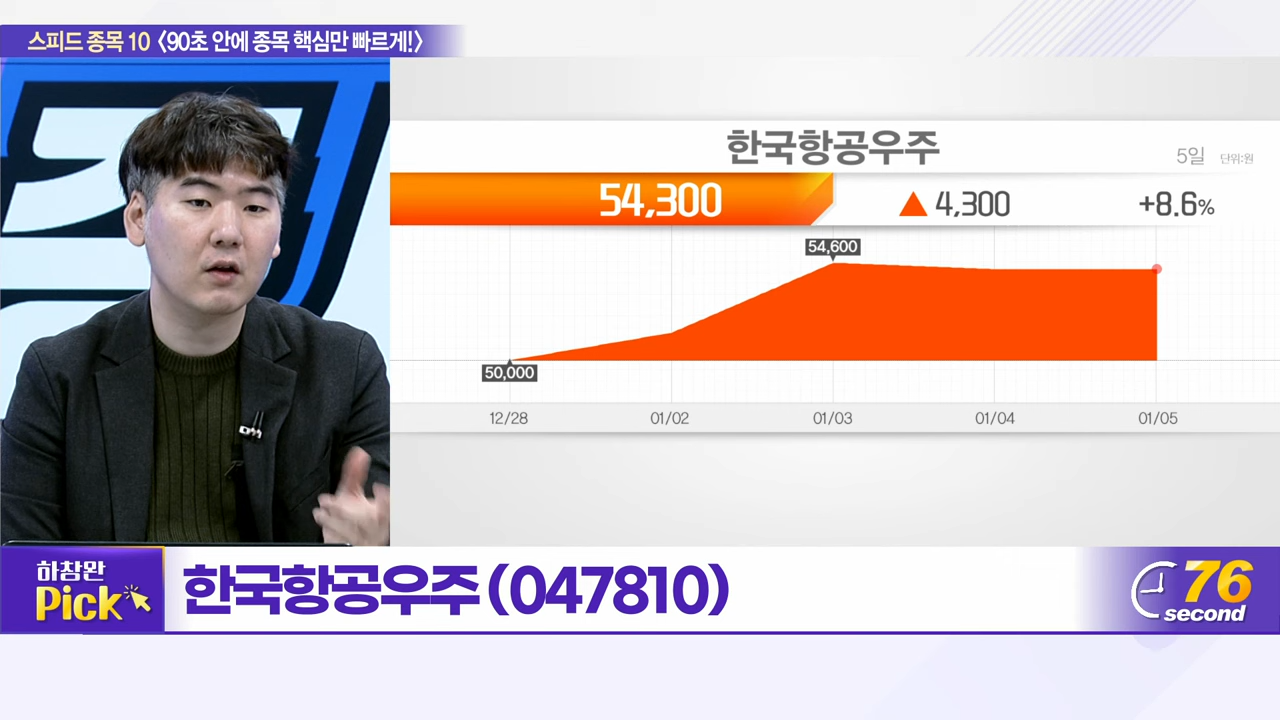 스피드 종목 10 〈90초 안에 종목 핵심만 빠르게!〉
한국항공우주
5일 단위:원
54,300 ▲ 4,300 +8.6%
54,600
50,000
12/28 01/02 01/03 01/04 01/05
하창완
Pick
한국항공우주 (047810)
76
second